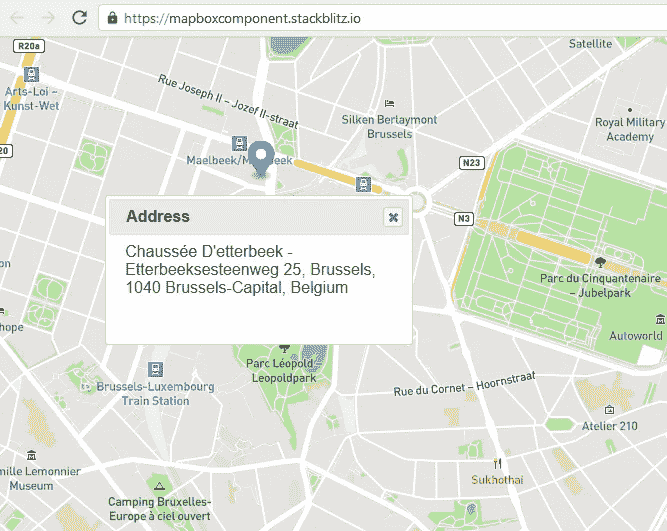 https://mapboxcomponent.stackblitz.io
R20a
Satellite
Arts-Loi –
Kunst-Wet
Rue Joseph II – Jozef II-straat
Silken Berlaymont
Brussels
Royal Military
Academy
20
Maelbeek/
N23
Address
N3
Chaussée D'etterbeek -
Etterbeeksesteenweg 25, Brussels,
1040 Brussels-Capital, Belgium
on
Parc du Cinquantenaire
– Jubelpark
hope
Autoworld
Parc Léopold –
Leopoldpark
Brussels-Luxembourg
Train Station
Rue du Cornet – Hoornstraat
Atelier 210
mille Lemonnier
Museum
Sukhothai
Camping Bruxelles-
Europe à ciel ouvert